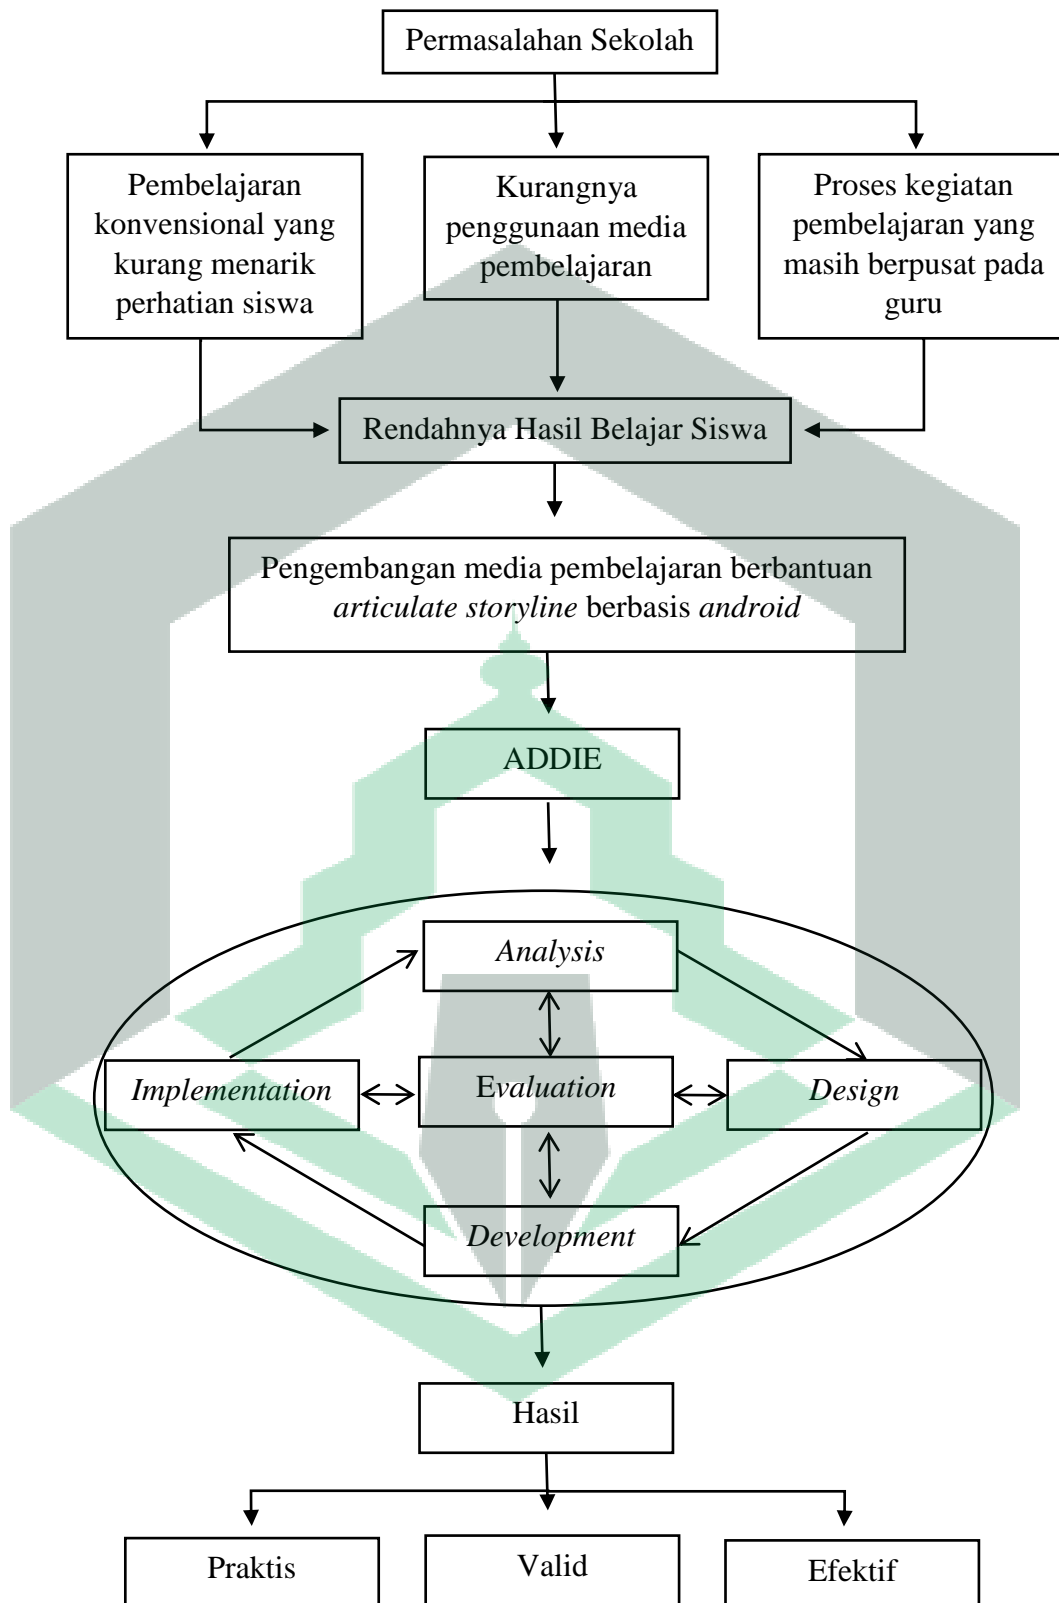 Permasalahan Sekolah
Pembelajaran
konvensional yang
kurang menarik
perhatian siswa
Kurangnya
penggunaan media
pembelajaran
Proses kegiatan
pembelajaran yang
masih berpusat pada
guru
Rendahnya Hasil Belajar Siswa
Pengembangan media pembelajaran berbantuan
articulate storyline berbasis android
ADDIE
Analysis
Implementation
Evaluation
Design
Development
Hasil
Praktis
Valid
Efektif